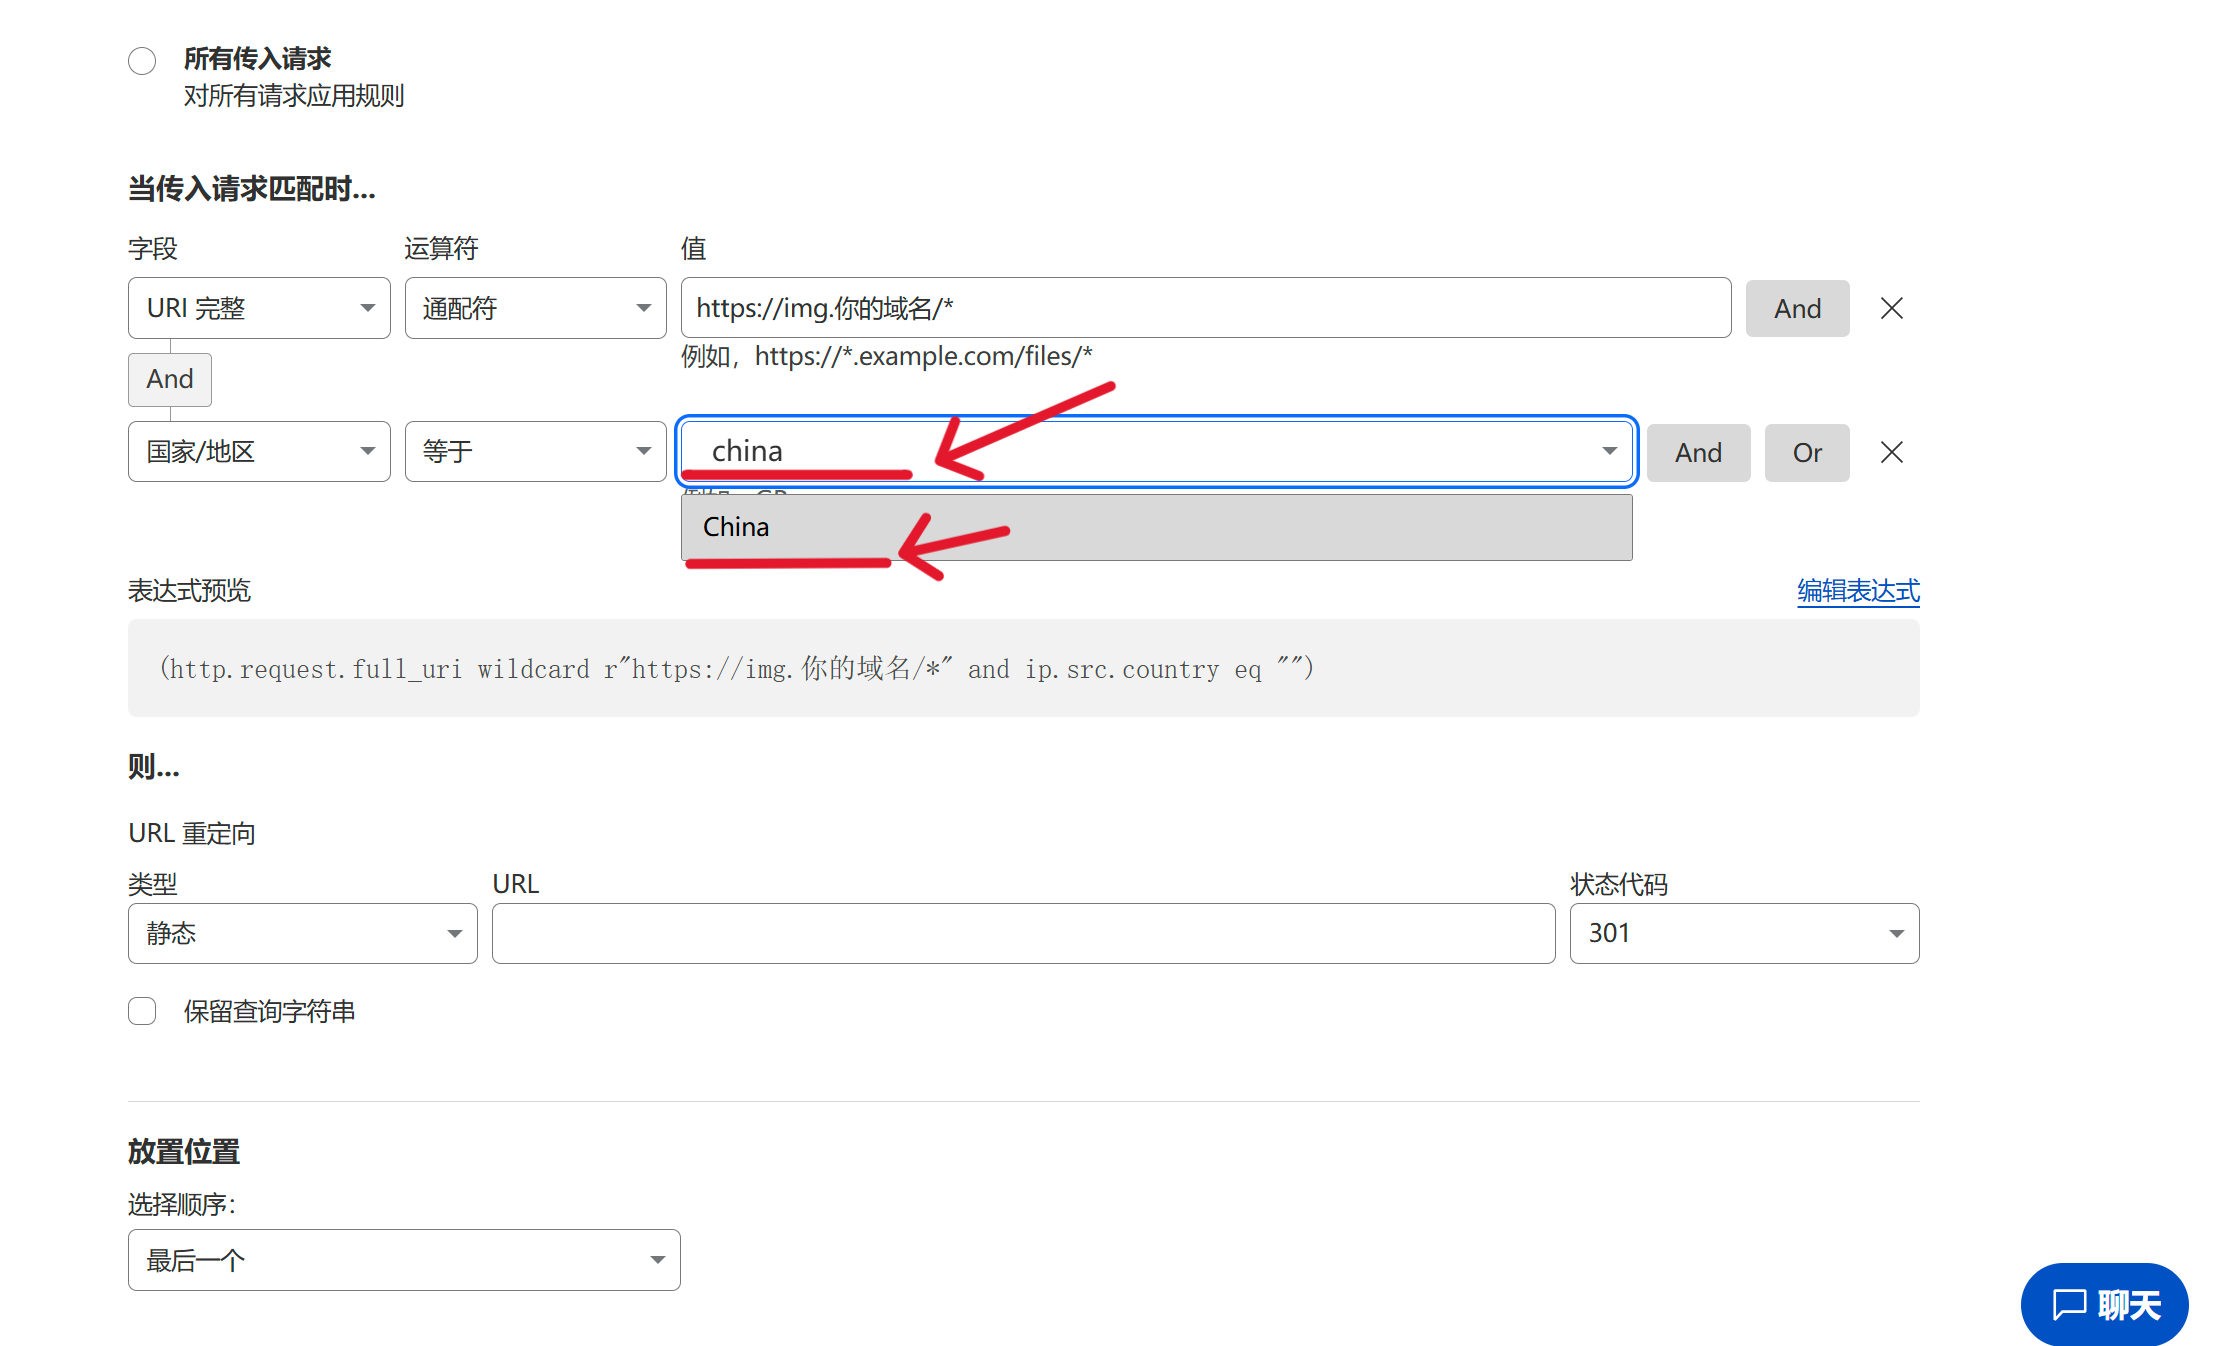 所有传入请求
对所有请求应用规则
当传入请求匹配时...
字段 运算符 值
URI 完整 通配符 https://img.你的域名/* And
例如，https://*.example.com/files/*
And
国家/地区 等于 china And Or
China
表达式预览 编辑表达式
(http.request.full_uri wildcard r"https://img.你的域名/*" and ip.src.country eq "")
则...
URL 重定向
类型 URL 状态代码
静态 301
保留查询字符串
放置位置
选择顺序：
最后一个
聊天